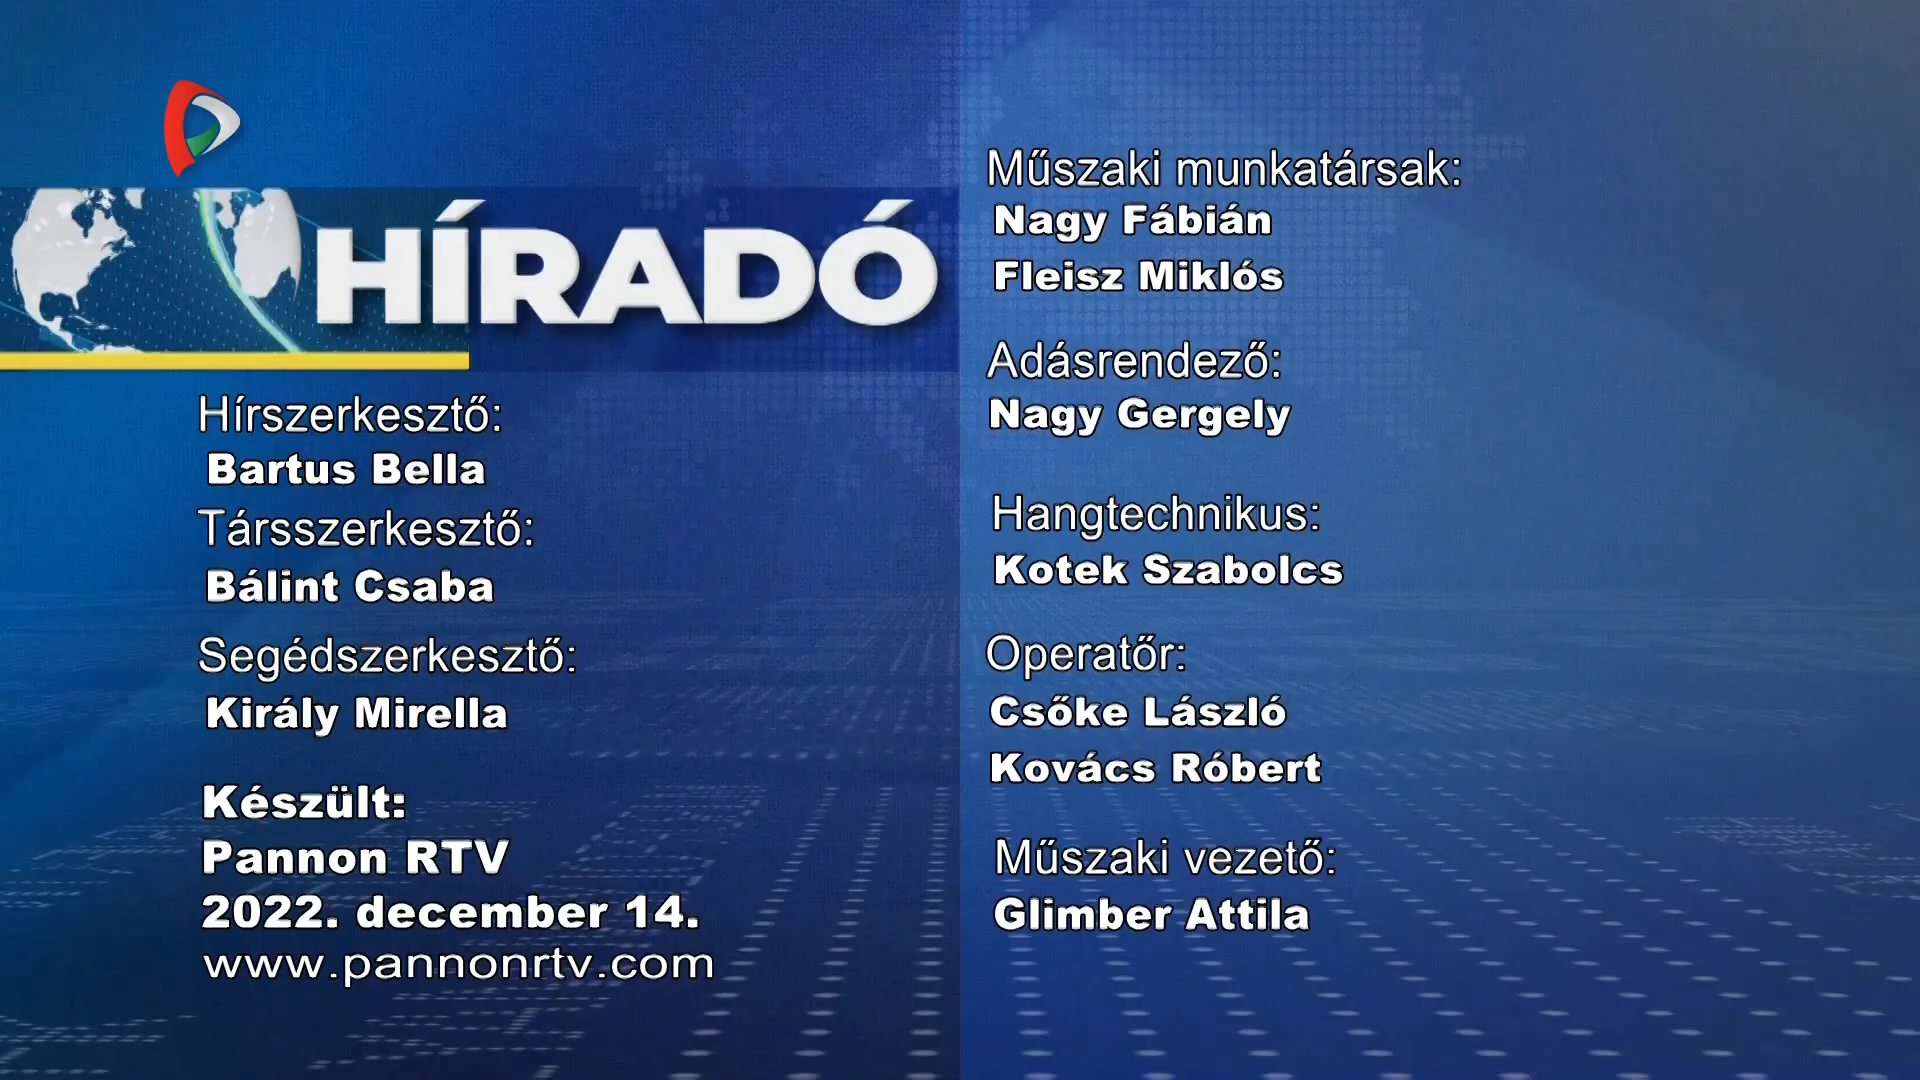 HÍRADÓ
Hírszerkesztő:
Bartus Bella
Társszerkesztő:
Bálint Csaba
Segédszerkesztő:
Király Mirella
Készült:
Pannon RTV
2022. december 14.
www.pannonrtv.com
Műszaki munkatársak:
Nagy Fábián
Fleisz Miklós
Adásrendező:
Nagy Gergely
Hangtechnikus:
Kotek Szabolcs
Operatőr:
Csőke László
Kovács Róbert
Műszaki vezető:
Glimber Attila